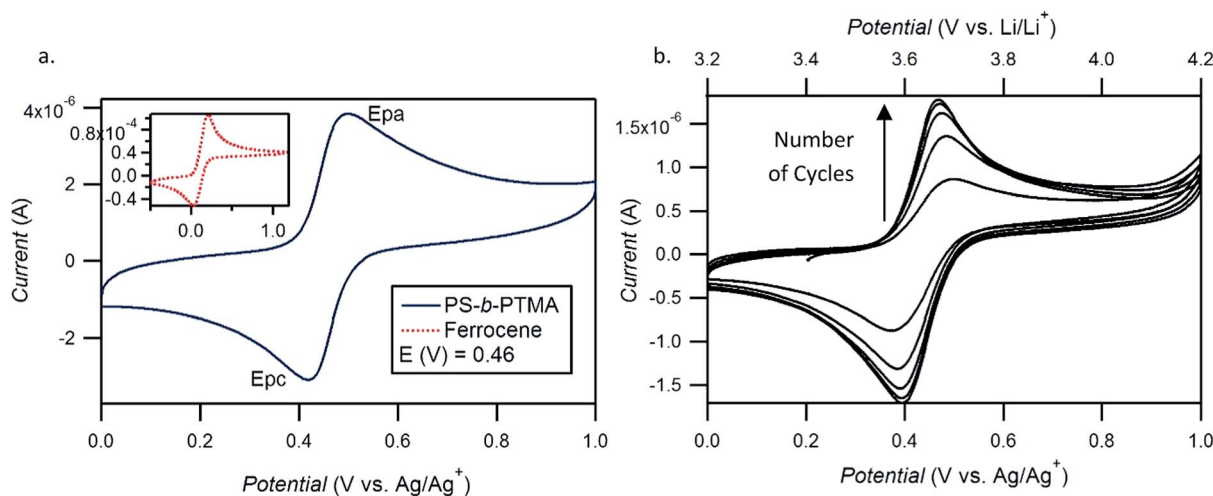 a.
4x10⁻⁶
2
0
-2
Current (A)
0.0
0.2
0.4
0.6
0.8
1.0
Potential (V vs. Ag/Ag⁺)
Epa
Epc
0.8x10⁻⁴
0.4
0.0
-0.4
0.0
1.0
PS-b-PTMA
Ferrocene
E (V) = 0.46
b.
Potential (V vs. Li/Li⁺)
3.2
3.4
3.6
3.8
4.0
4.2
1.5x10⁻⁶
1.0
0.5
0.0
-0.5
-1.0
-1.5
Current (A)
Number
of Cycles
0.0
0.2
0.4
0.6
0.8
1.0
Potential (V vs. Ag/Ag⁺)